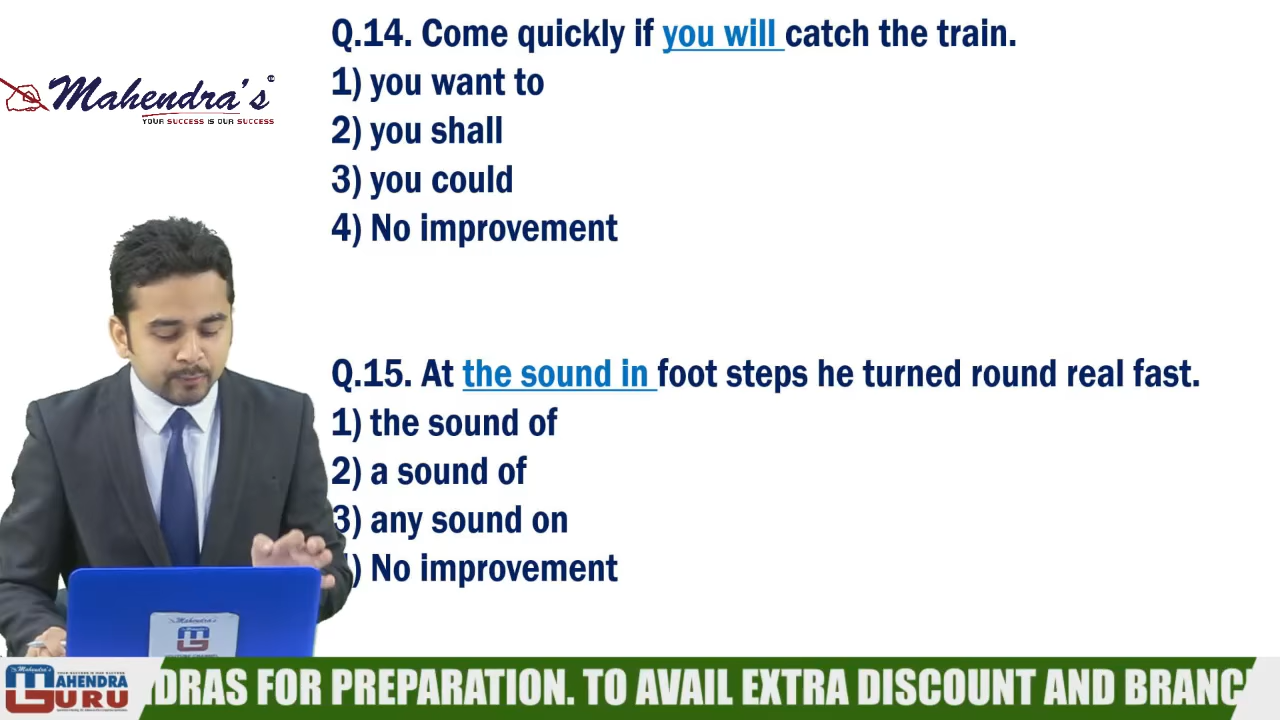 Q.14. Come quickly if you will catch the train.
1) you want to
2) you shall
3) you could
4) No improvement
Mahendra's
YOUR SUCCESS IS OUR SUCCESS
Q.15. At the sound in foot steps he turned round real fast.
1) the sound of
2) a sound of
3) any sound on
) No improvement
Mahendra's
MAHENDRA
GURU
DRAS FOR PREPARATION. TO AVAIL EXTRA DISCOUNT AND BRANC